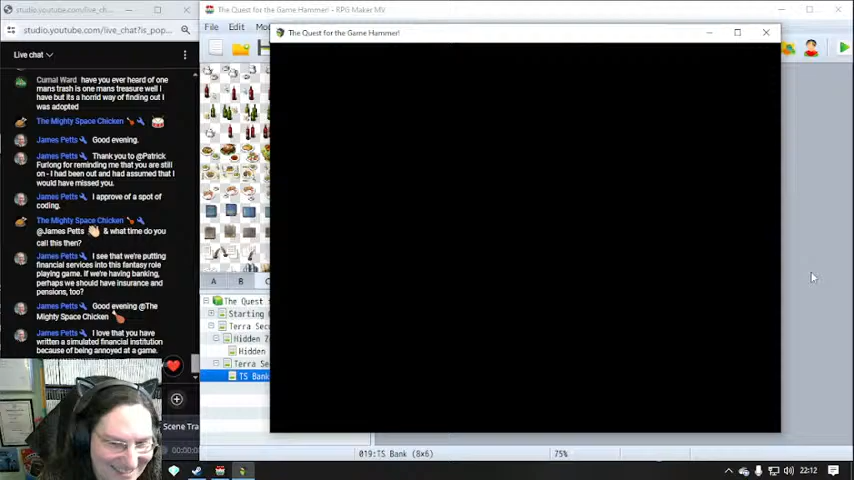 studio.youtube.com/live_ch...
studio.youtube.com/live_chat?is_pop...
Live chat
Cumal Ward have you ever heard of one
mans trash is one mans treasure well I
have but its a horrid way of finding out I
was adopted
The Mighty Space Chicken
James Petts Good evening.
James Petts Thank you to @Patrick
Furlong for reminding me that you are still
on - I had been out and had assumed that I
would have missed you.
James Petts I approve of a spot of
coding.
The Mighty Space Chicken
@James Petts & what time do you
call this then?
James Petts I see that we're putting
financial services into this fantasy role
playing game. If we're having banking,
perhaps we should have insurance and
pensions, too?
James Petts Good evening @The
Mighty Space Chicken
James Petts I love that you have
written a simulated financial institution
because of being annoyed at a game.
Scene Tra
The Quest for the Game Hammer! - RPG Maker MV
File Edit Mo
The Quest for the Game Hammer!
A B
The Quest
Starting
Terra Sec
Hidden Z
Hidden
Terra Se
TS Bank
019:TS Bank (8x6)
75%
22:12